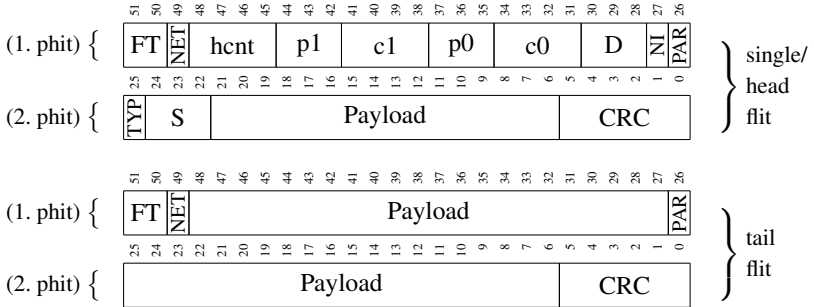 51 50 49 48 47 46 45 44 43 42 41 40 39 38 37 36 35 34 33 32 31 30 29 28 27 26
(1. phit) { FT NET hcnt p1 c1 p0 c0 D NI PAR
25 24 23 22 21 20 19 18 17 16 15 14 13 12 11 10 9 8 7 6 5 4 3 2 1 0
(2. phit) { TYP S Payload CRC
single/
head
flit
51 50 49 48 47 46 45 44 43 42 41 40 39 38 37 36 35 34 33 32 31 30 29 28 27 26
(1. phit) { FT NET Payload PAR
25 24 23 22 21 20 19 18 17 16 15 14 13 12 11 10 9 8 7 6 5 4 3 2 1 0
(2. phit) { Payload CRC
tail
flit